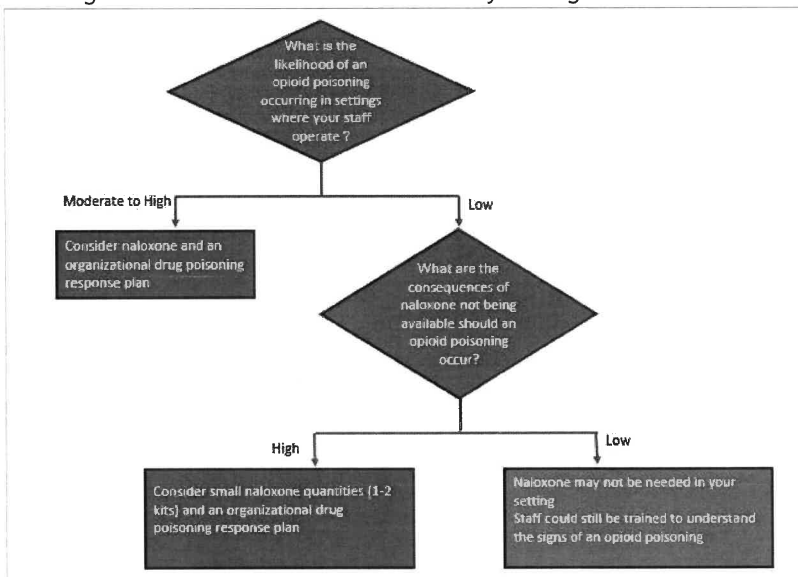 What is the
likelihood of an
opioid poisoning
occurring in settings
where your staff
operate ?
Moderate to High
Low
Consider naloxone and an
organizational drug poisoning
response plan
What are the
consequences of
naloxone not being
available should an
opioid poisoning
occur?
High
Low
Consider small naloxone quantities (1-2
kits) and an organizational drug
poisoning response plan
Naloxone may not be needed in your
setting
Staff could still be trained to understand
the signs of an opioid poisoning